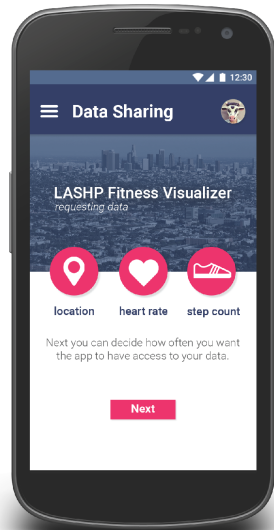 12:30
Data Sharing
LASHP Fitness Visualizer
requesting data
location heart rate step count
Next you can decide how often you want
the app to have access to your data.
Next